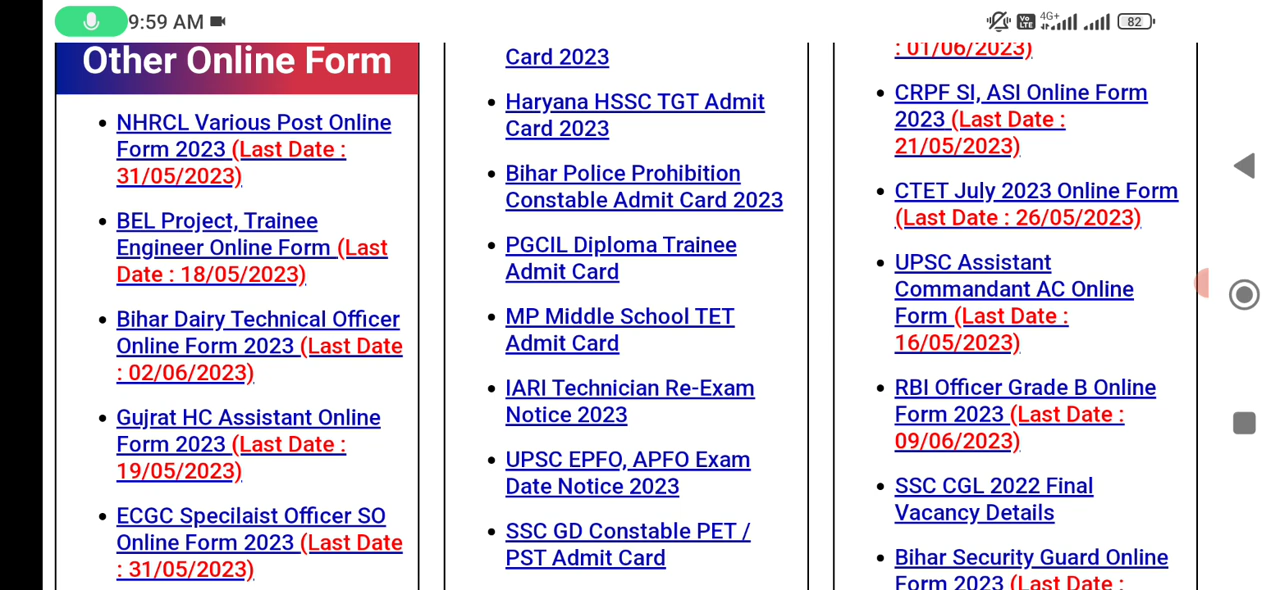 9:59 AM
Vo LTE 4G+ 82
Other Online Form
NHRCL Various Post Online
Form 2023 (Last Date :
31/05/2023)
BEL Project, Trainee
Engineer Online Form (Last
Date : 18/05/2023)
Bihar Dairy Technical Officer
Online Form 2023 (Last Date
: 02/06/2023)
Gujrat HC Assistant Online
Form 2023 (Last Date :
19/05/2023)
ECGC Specilaist Officer SO
Online Form 2023 (Last Date
: 31/05/2023)
Card 2023
Haryana HSSC TGT Admit
Card 2023
Bihar Police Prohibition
Constable Admit Card 2023
PGCIL Diploma Trainee
Admit Card
MP Middle School TET
Admit Card
IARI Technician Re-Exam
Notice 2023
UPSC EPFO, APFO Exam
Date Notice 2023
SSC GD Constable PET /
PST Admit Card
: 01/06/2023)
CRPF SI, ASI Online Form
2023 (Last Date :
21/05/2023)
CTET July 2023 Online Form
(Last Date : 26/05/2023)
UPSC Assistant
Commandant AC Online
Form (Last Date :
16/05/2023)
RBI Officer Grade B Online
Form 2023 (Last Date :
09/06/2023)
SSC CGL 2022 Final
Vacancy Details
Bihar Security Guard Online
Form 2023 (Last Date :